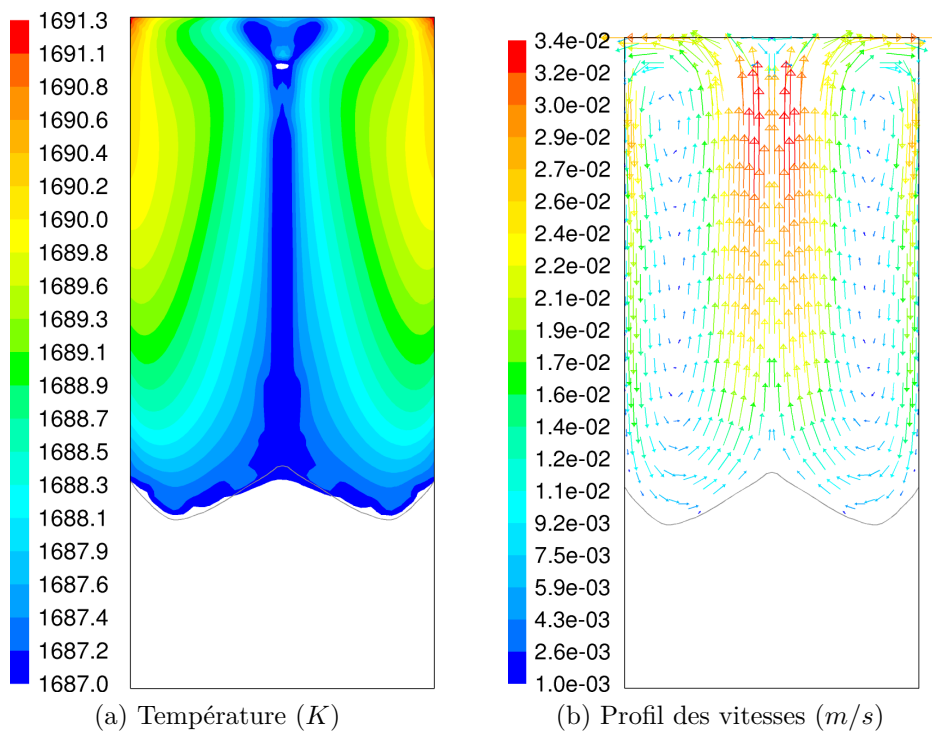 1691.3
1691.1
1690.8
1690.6
1690.4
1690.2
1690.0
1689.8
1689.6
1689.3
1689.1
1688.9
1688.7
1688.5
1688.3
1688.1
1687.9
1687.6
1687.4
1687.2
1687.0
(a) Température (K)
3.4e-02
3.2e-02
3.0e-02
2.9e-02
2.7e-02
2.6e-02
2.4e-02
2.2e-02
2.1e-02
1.9e-02
1.7e-02
1.6e-02
1.4e-02
1.2e-02
1.1e-02
9.2e-03
7.5e-03
5.9e-03
4.3e-03
2.6e-03
1.0e-03
(b) Profil des vitesses (m/s)